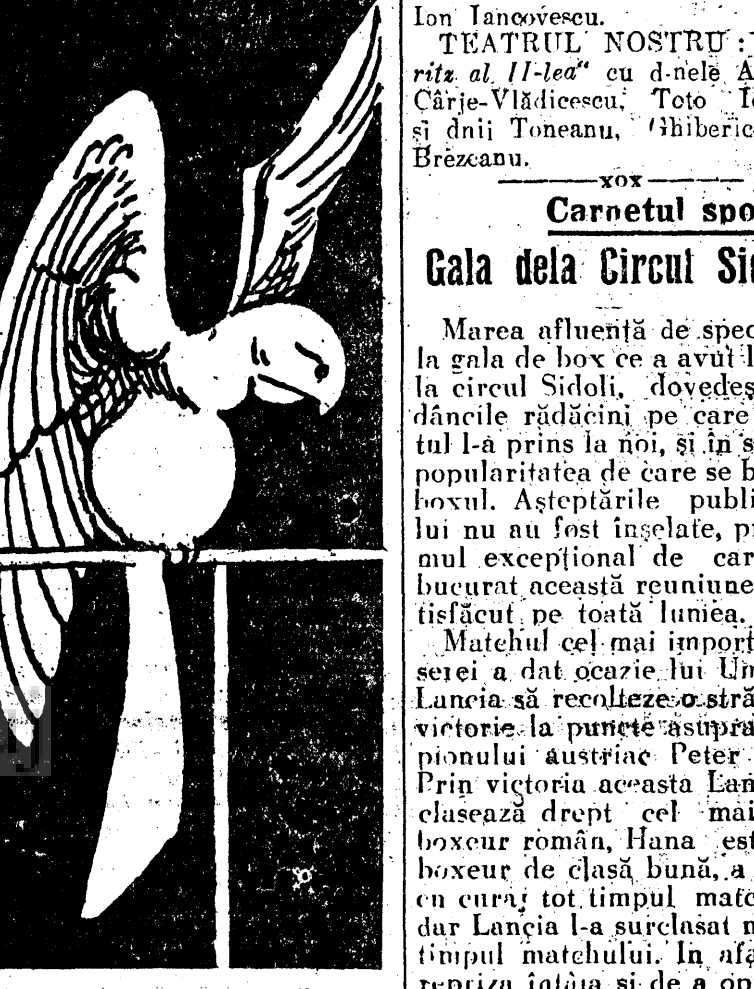 Ion Iancovescu.
TEATRUL NOSTRU :
ritz al II-lea" cu d-nele A
Cârje-Vlădicescu, Toto
și dnii Toneanu, Ghiberic
Brezeanu.
xox
Carnetul spo
Gala dela Circul Si
Marea afluență de spec
la gala de box ce a avut l
la circul Sidoli, dovedeș
dâncile rădăcini pe care
tul l-a prins la noi, și în s
popularitatea de care se b
boxul. Așteptările publi
lui nu au fost înșelate, p
mul excepțional de car
bucurat această reuniune
tisfăcut pe toată lumea.
Matchul cel mai import
serei a dat ocazie lui Um
Lancia să recolteze o stră
victorie la puncte asupra
pionului austriac Peter
Prin victoria aceasta Lan
clasează drept cel mai
boxeur român, Hana est
boxeur de clasă bună, a
cu curaj tot timpul matc
dar Lancia l-a surclasat
timpul matchului. In afa
repriza întâia și de a op